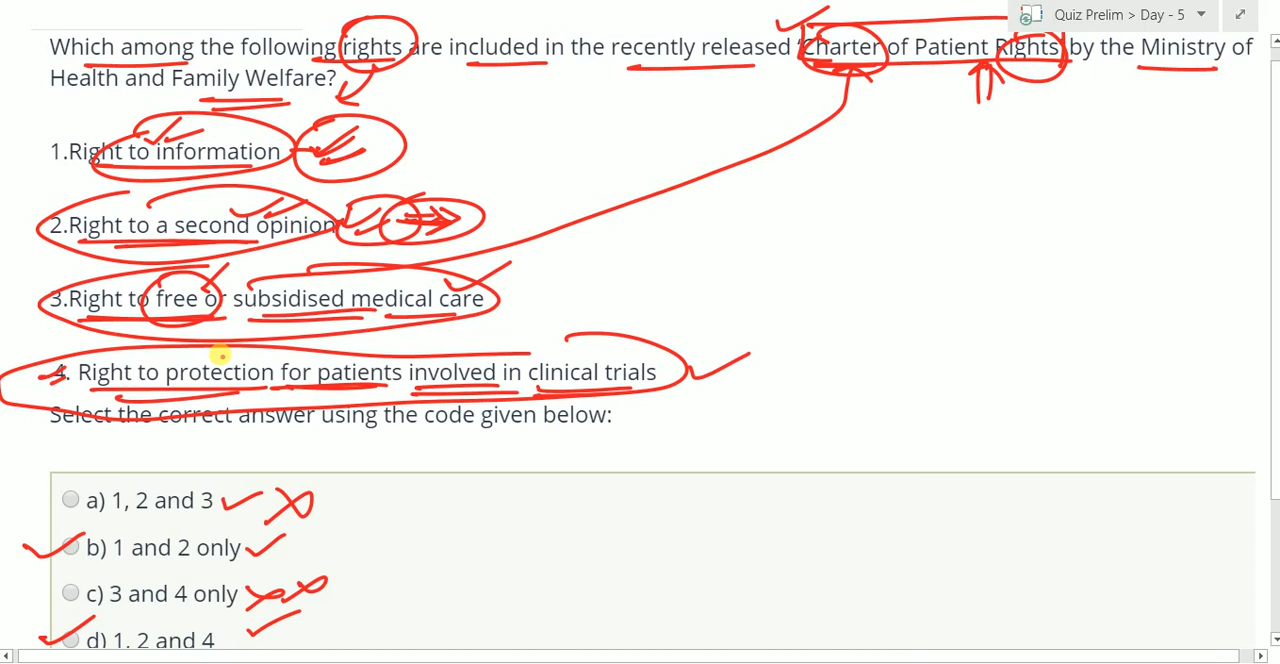 Quiz Prelim > Day - 5
Which among the following rights are included in the recently released 'Charter of Patient Rights' by the Ministry of
Health and Family Welfare?
1.Right to information
2.Right to a second opinion
3.Right to free or subsidised medical care
4. Right to protection for patients involved in clinical trials
Select the correct answer using the code given below:
a) 1, 2 and 3
b) 1 and 2 only
c) 3 and 4 only
d) 1, 2 and 4